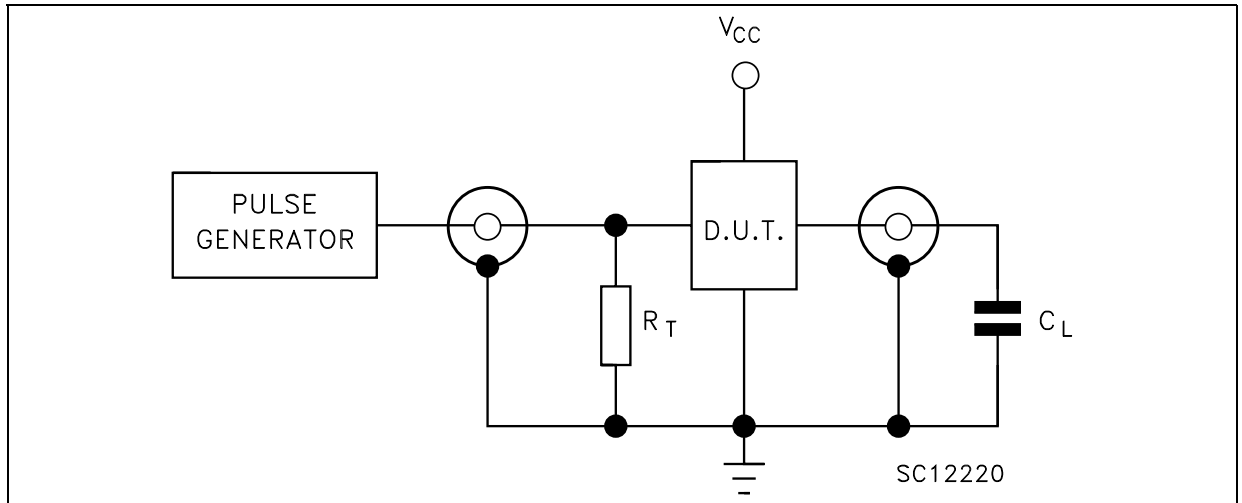 VCC
PULSE
GENERATOR
D.U.T.
RT
CL
SC12220